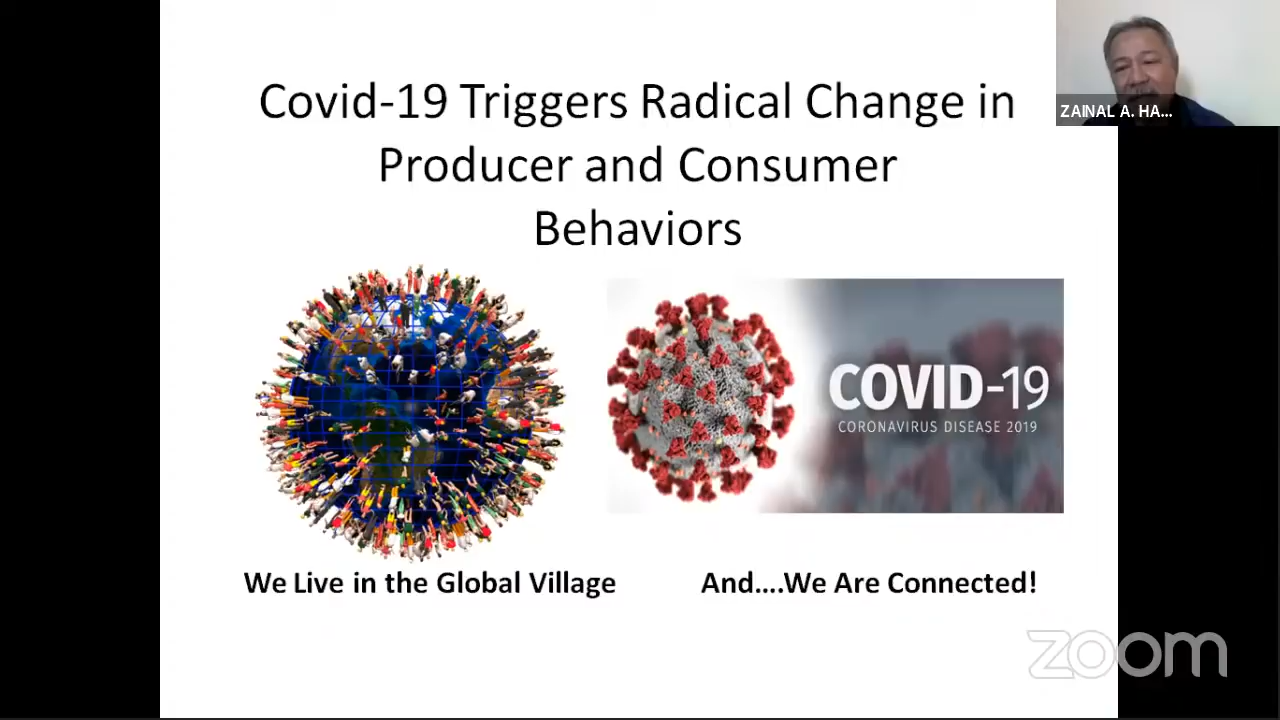 Covid-19 Triggers Radical Change in
Producer and Consumer
Behaviors
ZAINAL A. HA...
COVID-19
CORONAVIRUS DISEASE 2019
We Live in the Global Village
And....We Are Connected!
zoom